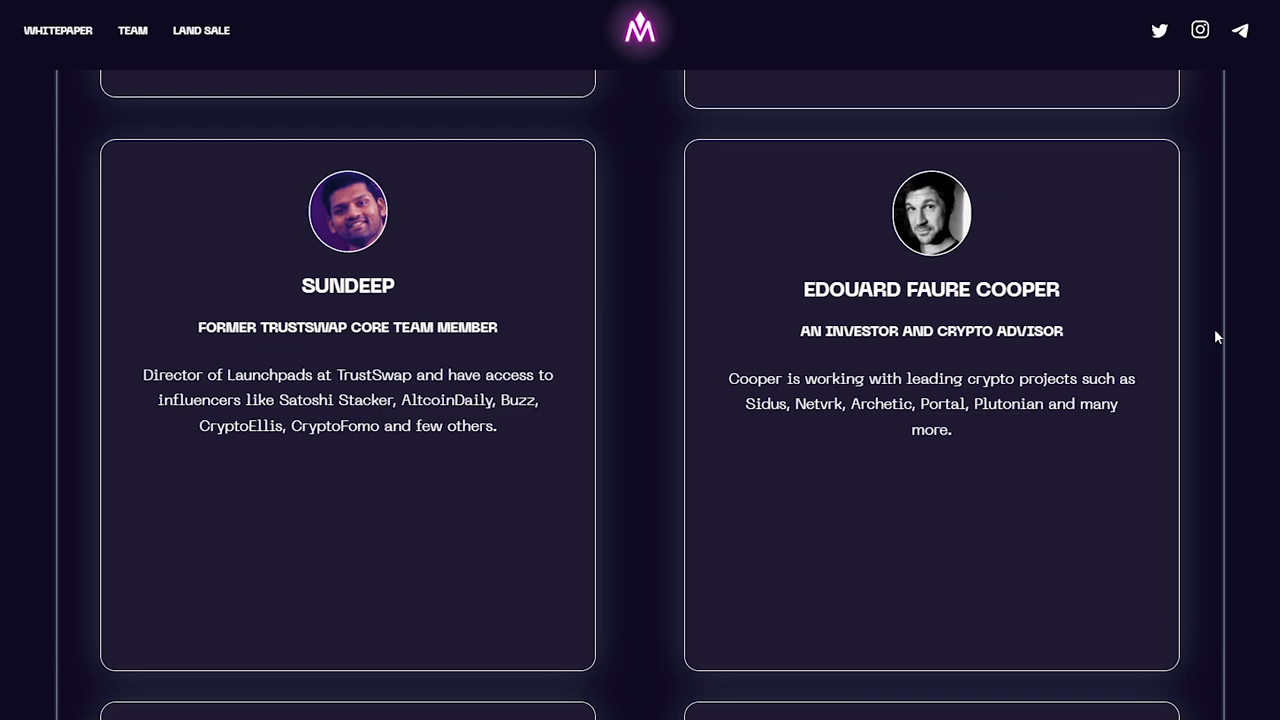 WHITEPAPER
TEAM
LAND SALE
SUNDEEP
FORMER TRUSTSWAP CORE TEAM MEMBER
Director of Launchpads at TrustSwap and have access to
influencers like Satoshi Stacker, AltcoinDaily, Buzz,
CryptoEllis, CryptoFomo and few others.
EDOUARD FAURE COOPER
AN INVESTOR AND CRYPTO ADVISOR
Cooper is working with leading crypto projects such as
Sidus, Netvrk, Archetic, Portal, Plutonian and many
more.